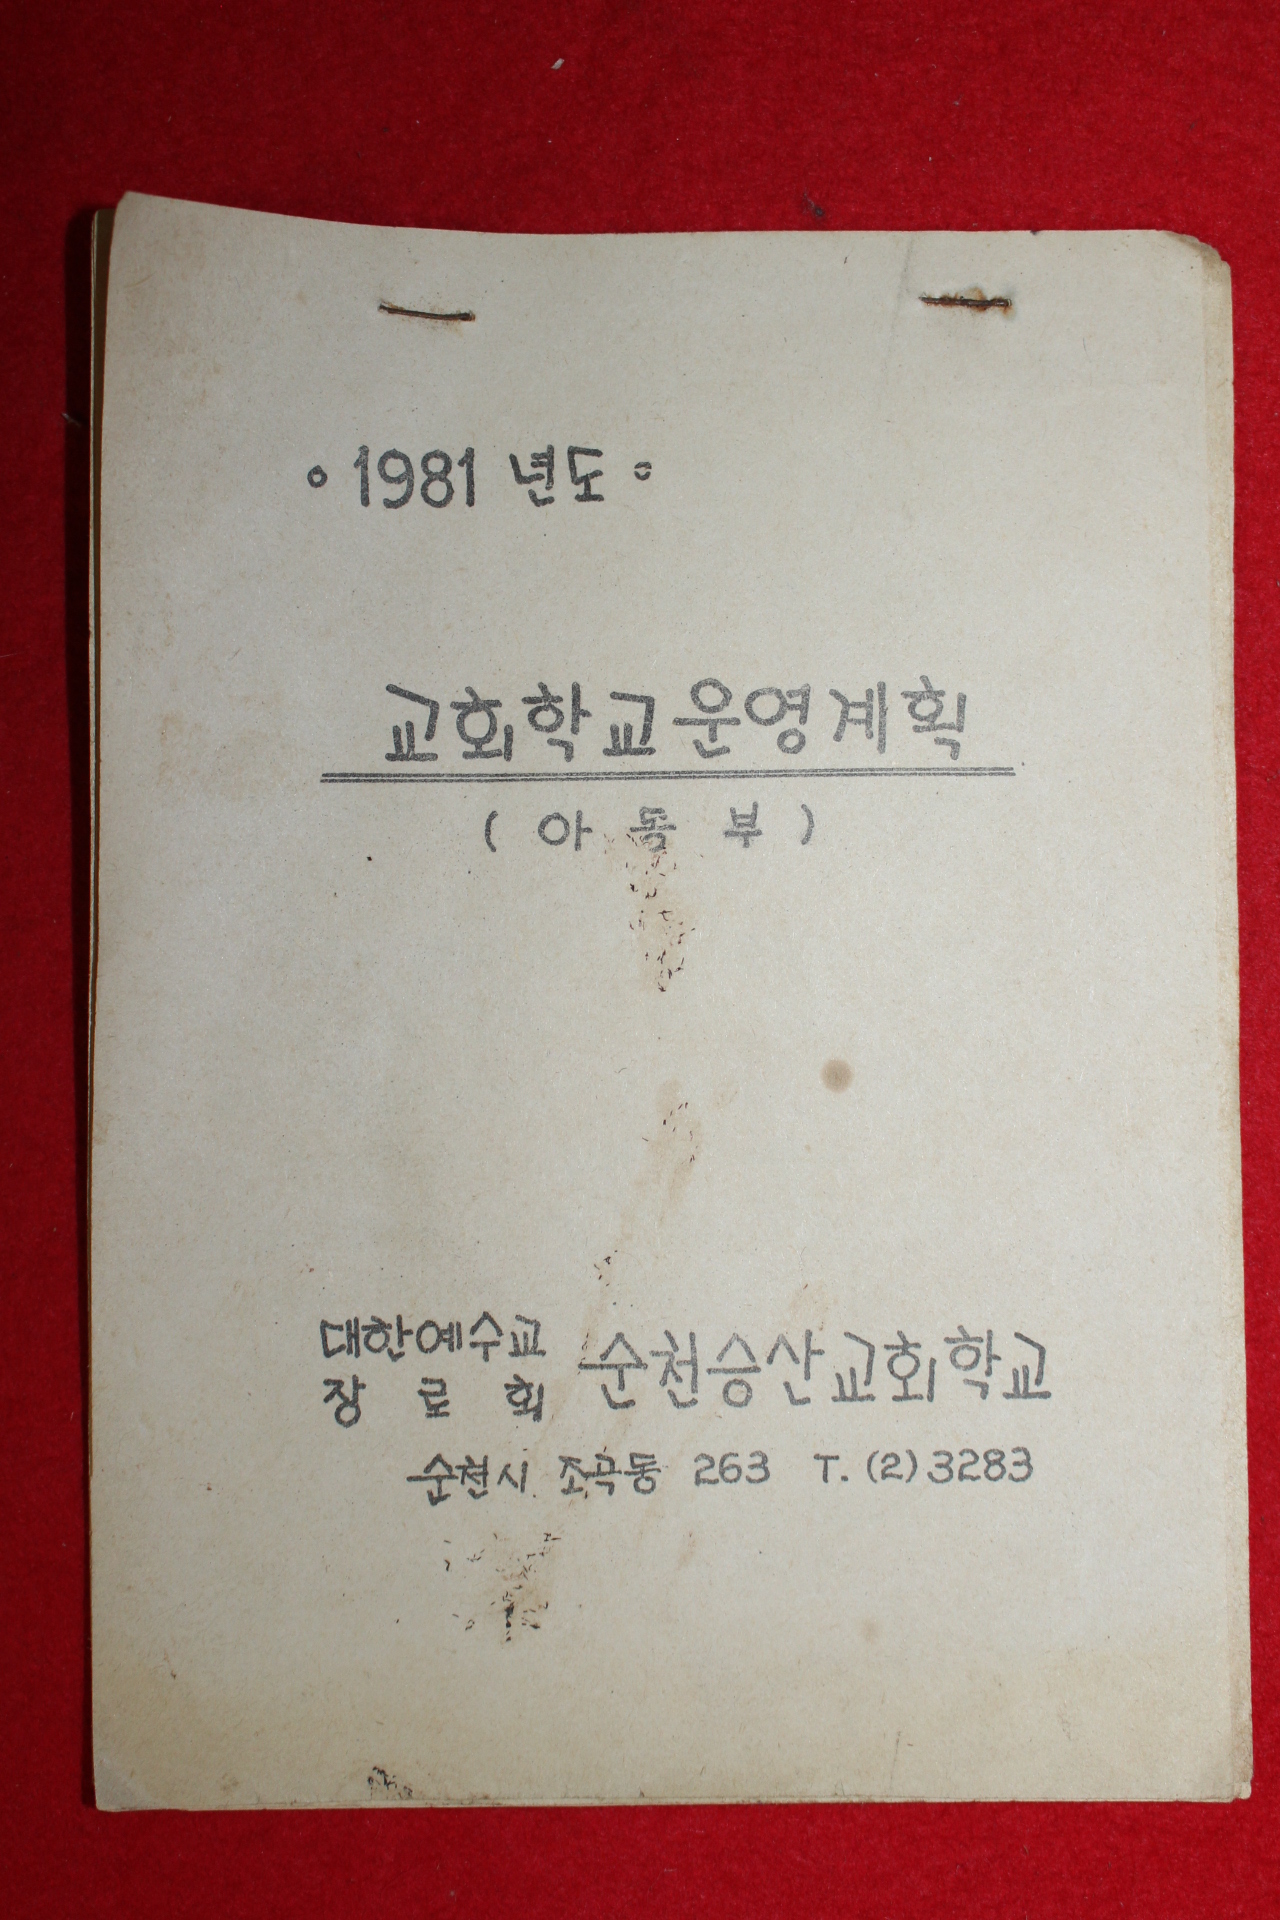 。1981 년도。
교회학교운영계획
( 아 동 부 )
대한예수교
장 로 회
순천승산교회학교
순천시 조곡동 263 T. (2) 3283